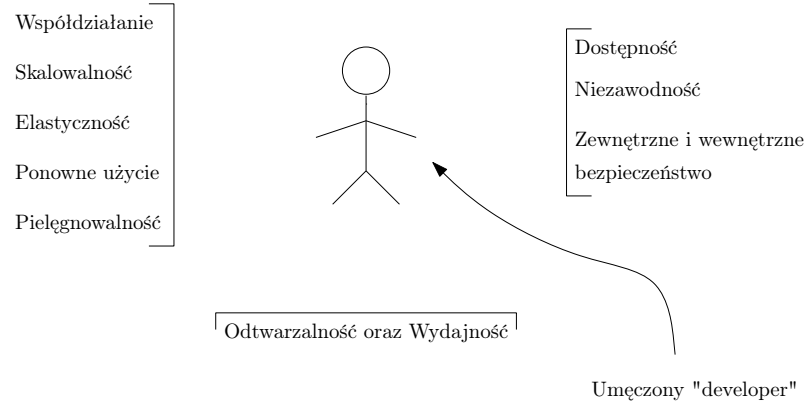 Współdziałanie
Skalowalność
Elastyczność
Ponowne użycie
Pielęgnowalność
Dostępność
Niezawodność
Zewnętrzne i wewnętrzne
bezpieczeństwo
Odtwarzalność oraz Wydajność
Umęczony "developer"